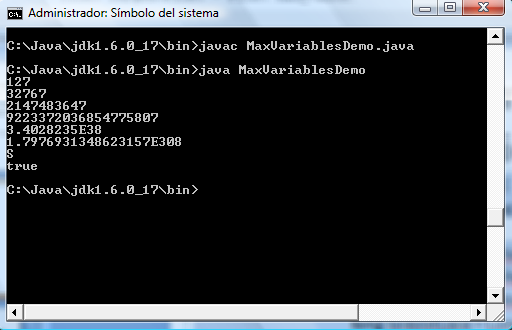 Administrador: Símbolo del sistema
C:\Java\jdk1.6.0_17\bin>javac MaxVariablesDemo.java
C:\Java\jdk1.6.0_17\bin>java MaxVariablesDemo
127
32767
2147483647
9223372036854775807
3.4028235E38
1.7976931348623157E308
S
true
C:\Java\jdk1.6.0_17\bin>